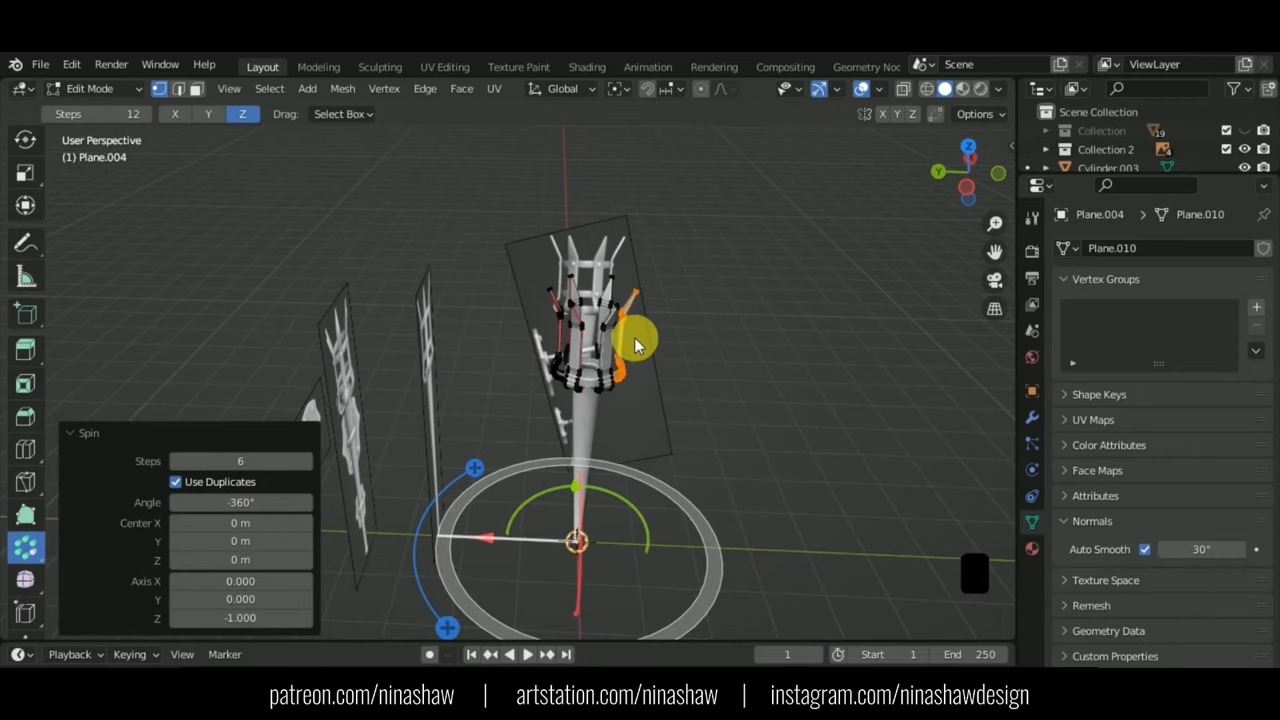 File Edit Render Window Help Layout Modeling Sculpting UV Editing Texture Paint Shading Animation Rendering Compositing Geometry Noc Scene ViewLayer
Edit Mode View Select Add Mesh Vertex Edge Face UV Global
Steps 12 X Y Z Drag: Select Box X Y Z Options
User Perspective
(1) Plane.004
Z
Y
Scene Collection
Collection 19
Collection 2 4
Cylinder.003
Plane.004 Plane.010
Plane.010
Vertex Groups
Shape Keys
UV Maps
Color Attributes
Face Maps
Attributes
Normals
Auto Smooth 30°
Texture Space
Remesh
Geometry Data
Custom Properties
Spin
Steps 6
Use Duplicates
Angle -360°
Center X 0 m
Y 0 m
Z 0 m
Axis X 0.000
Y 0.000
Z -1.000
Playback Keying View Marker 1 Start 1 End 250
patreon.com/ninashaw | artstation.com/ninashaw | instagram.com/ninashawdesign